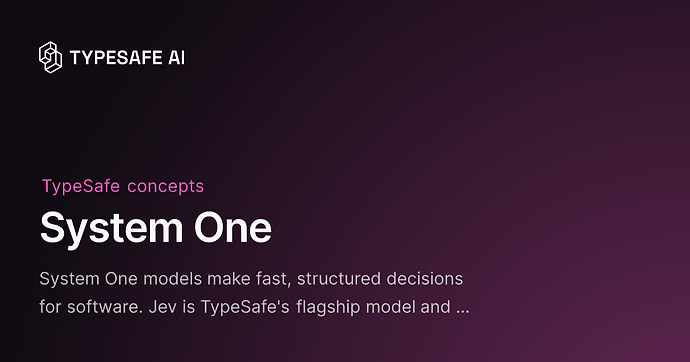 TYPESAFE AI
TypeSafe concepts
System One
System One models make fast, structured decisions
for software. Jev is TypeSafe's flagship model and ...